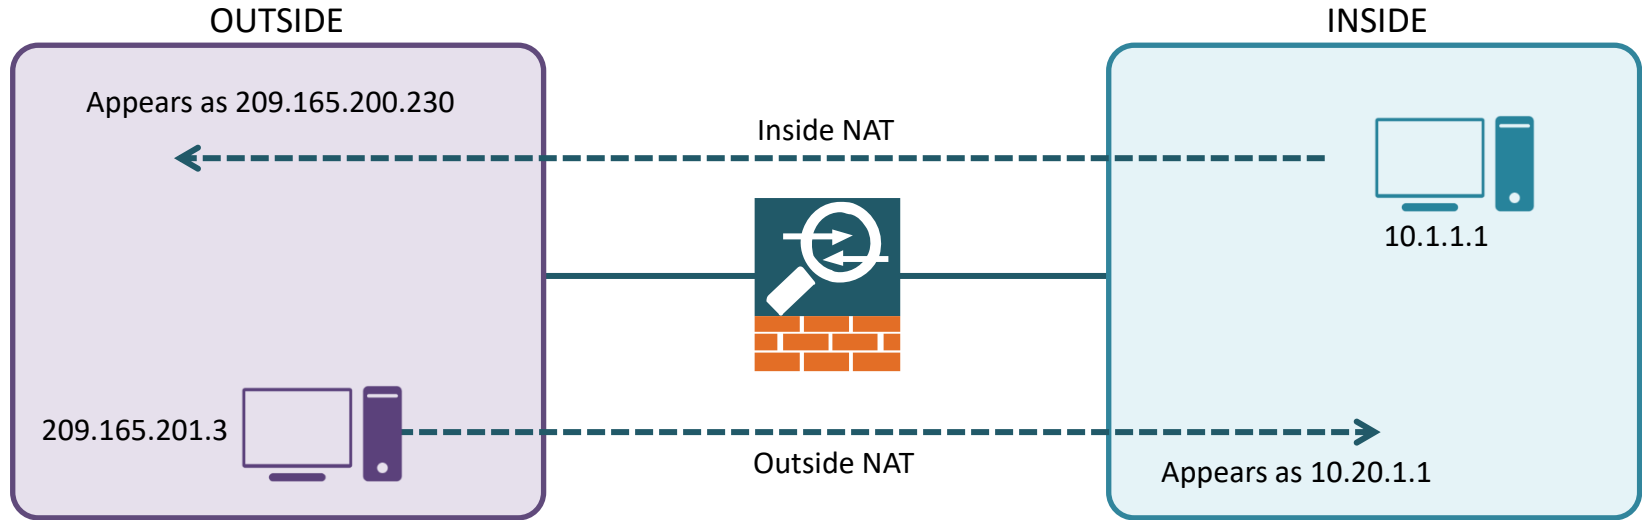 OUTSIDE
INSIDE
Appears as 209.165.200.230
Inside NAT
10.1.1.1
209.165.201.3
Outside NAT
Appears as 10.20.1.1